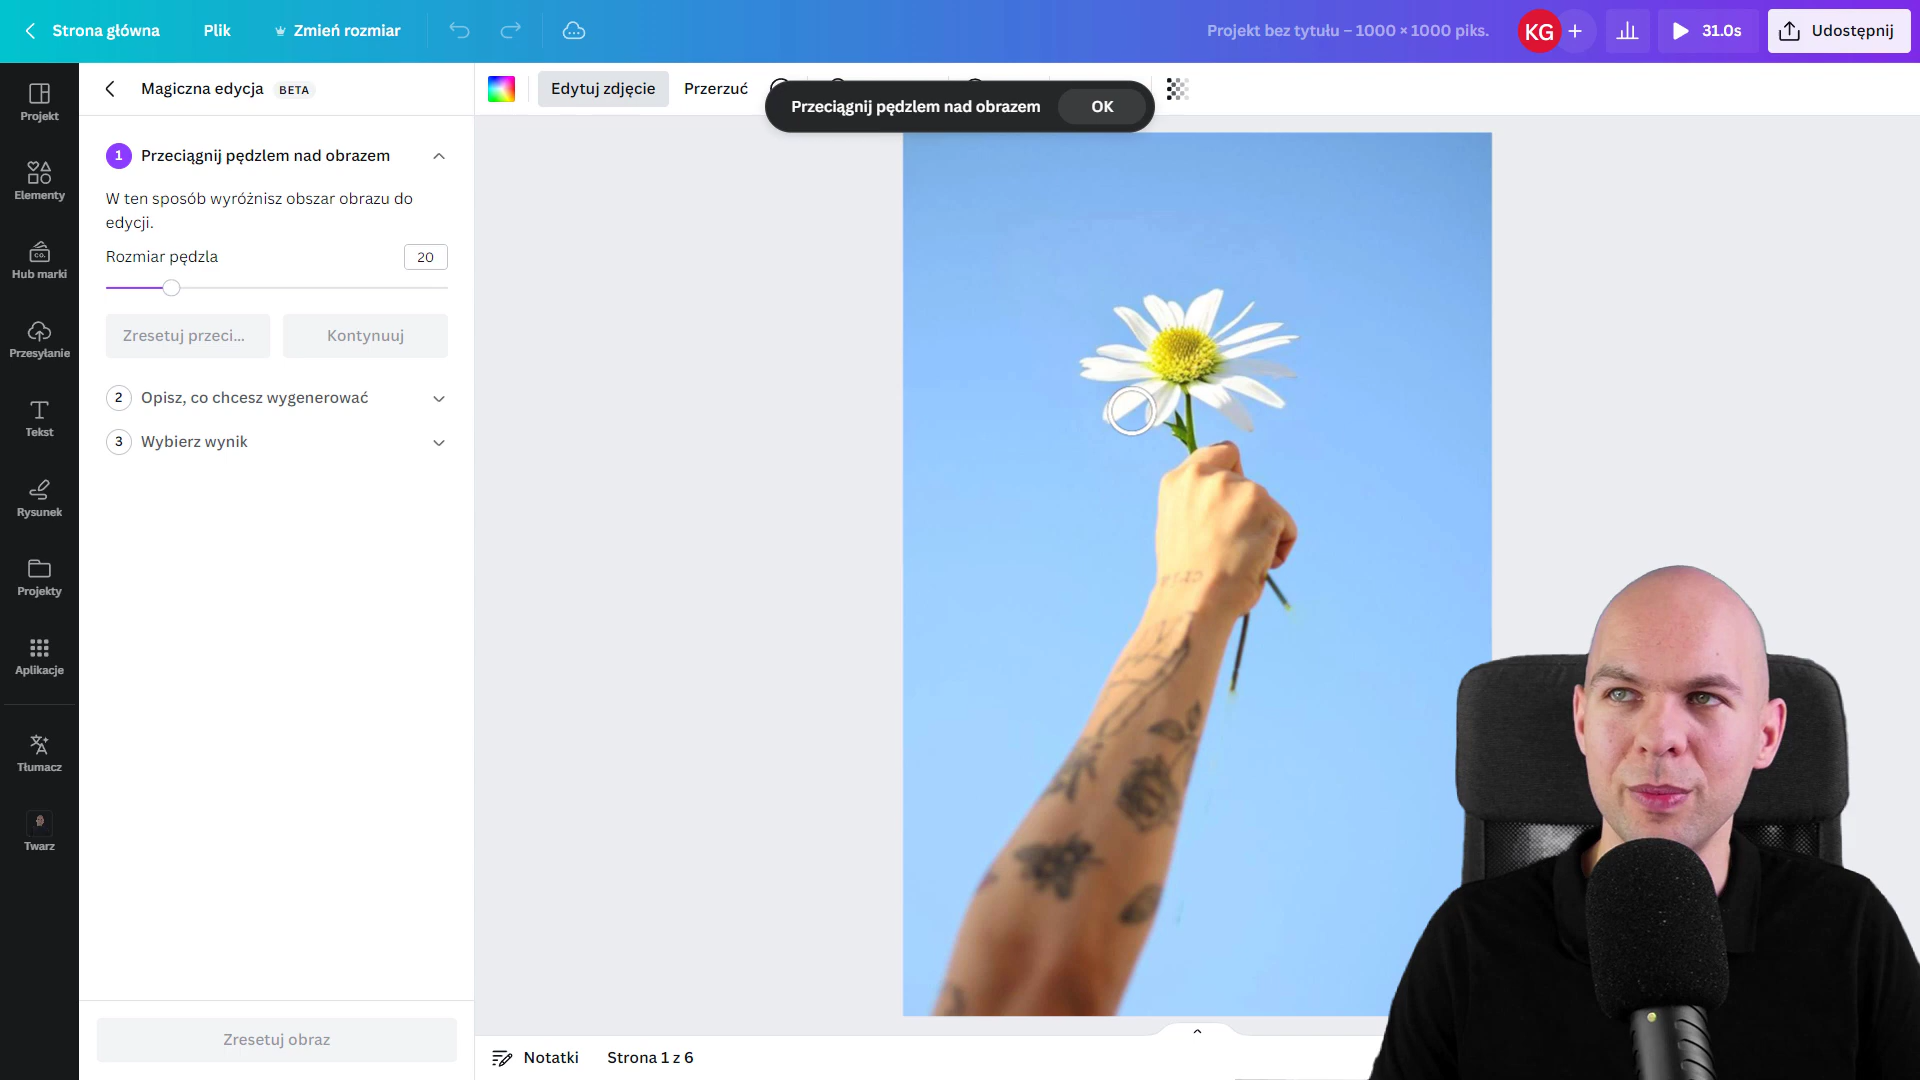 Strona główna
Plik
Zmień rozmiar
Projekt bez tytułu – 1000 × 1000 piks.
KG
31.0s
Udostępnij
Projekt
Elementy
Hub marki
Przesyłanie
Tekst
Rysunek
Projekty
Aplikacje
Tłumacz
Twarz
Magiczna edycja BETA
1 Przeciągnij pędzlem nad obrazem
W ten sposób wyróżnisz obszar obrazu do
edycji.
Rozmiar pędzla 20
Zresetuj przeci... Kontynuuj
2 Opisz, co chcesz wygenerować
3 Wybierz wynik
Zresetuj obraz
Edytuj zdjęcie Przerzuć
Przeciągnij pędzlem nad obrazem OK
Notatki Strona 1 z 6